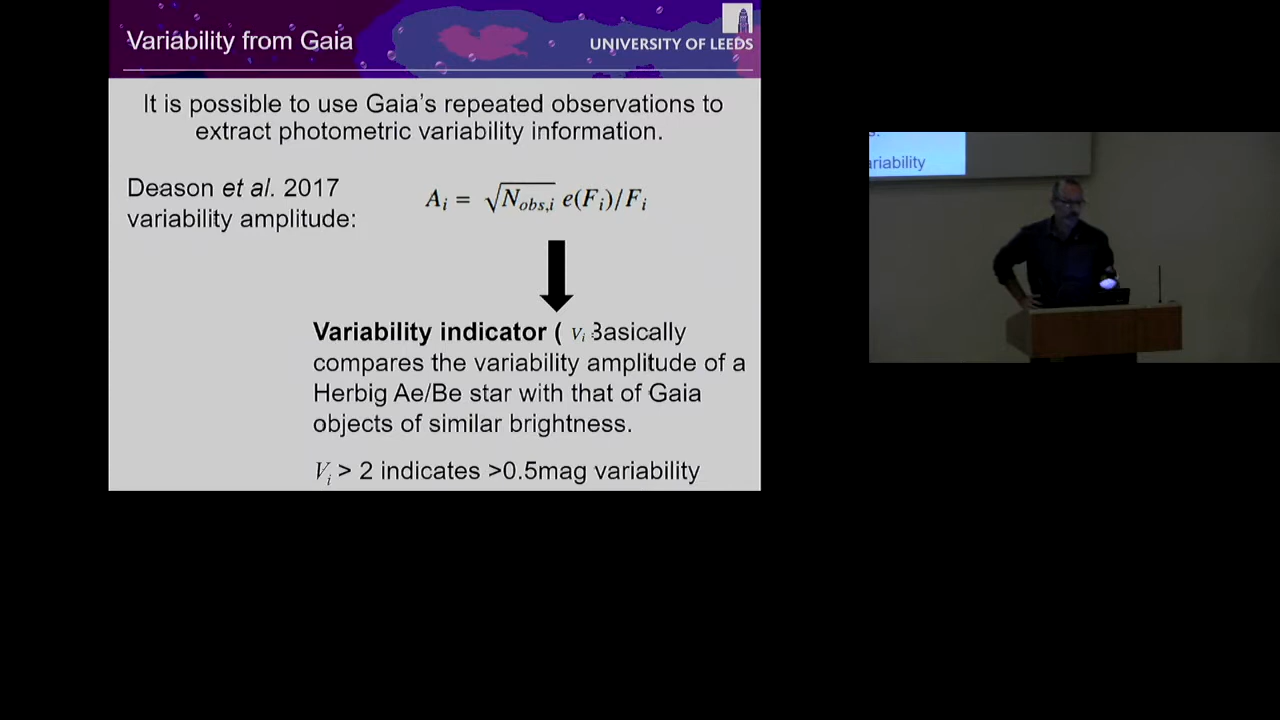 Variability from Gaia
UNIVERSITY OF LEEDS
It is possible to use Gaia's repeated observations to
extract photometric variability information.
Deason et al. 2017
variability amplitude:
A_i = √N_{obs,i} e(F_i)/F_i
Variability indicator ( V_i Basically
compares the variability amplitude of a
Herbig Ae/Be star with that of Gaia
objects of similar brightness.
V_i > 2 indicates >0.5mag variability
ariability